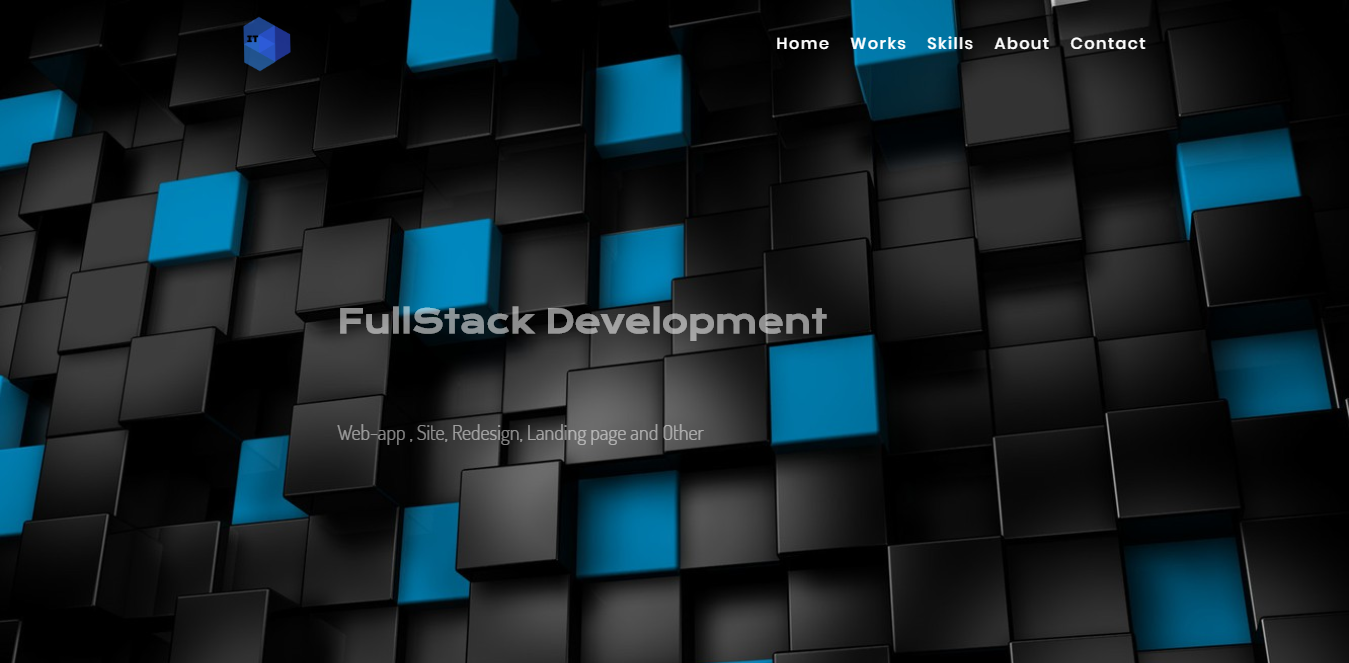 IT
Home Works Skills About Contact
FullStack Development
Web-app , Site, Redesign, Landing page and Other